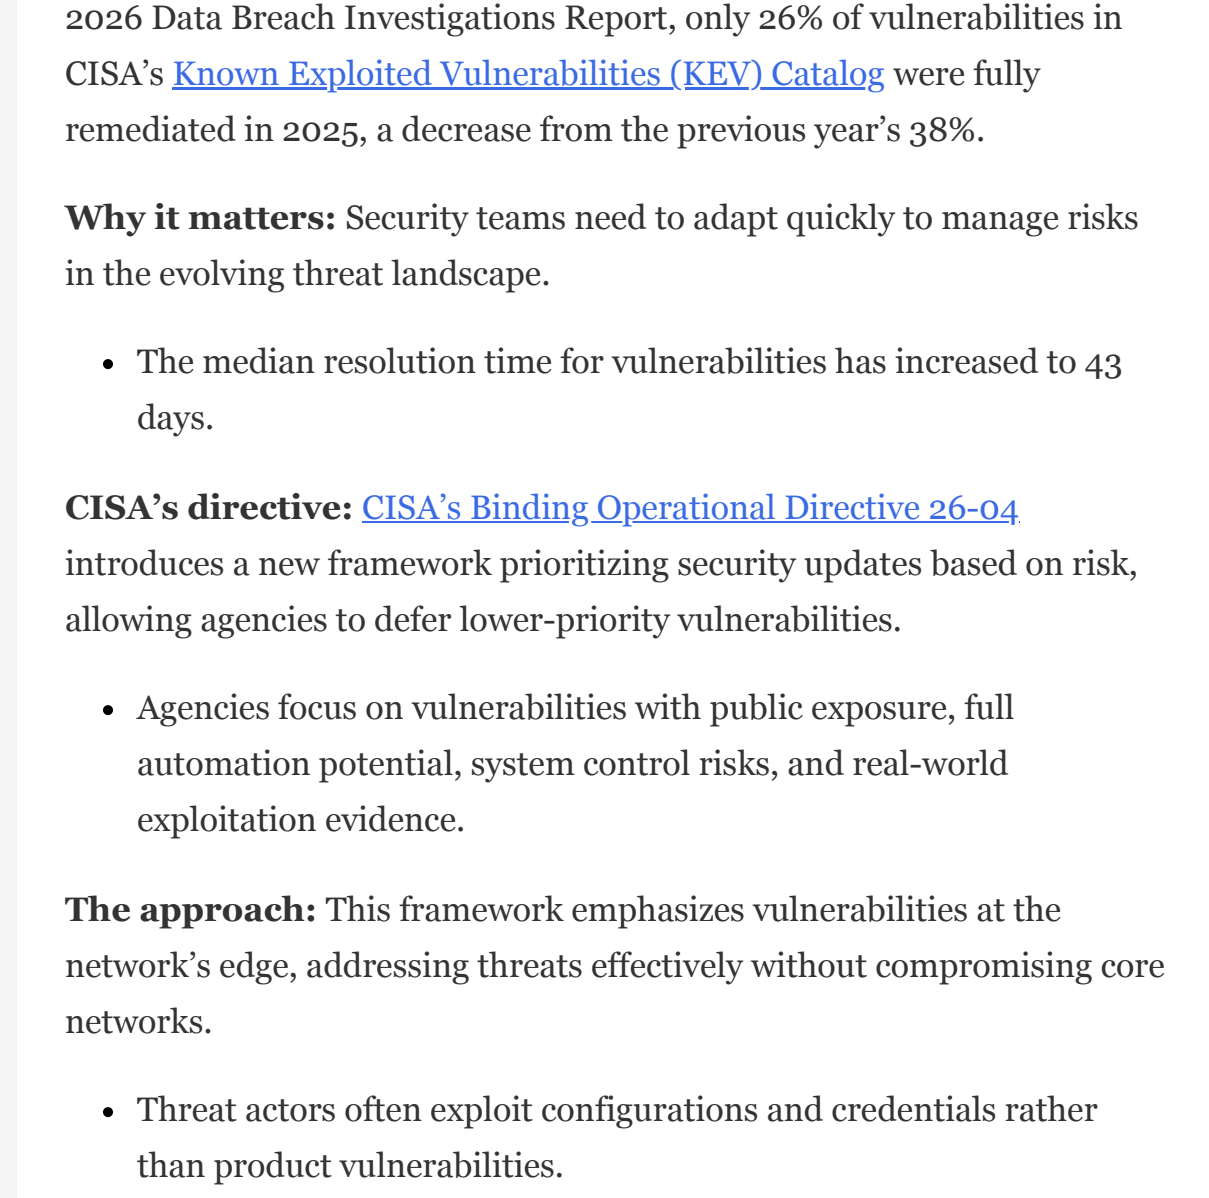 2026 Data Breach Investigations Report, only 26% of vulnerabilities in
CISA’s Known Exploited Vulnerabilities (KEV) Catalog were fully
remediated in 2025, a decrease from the previous year’s 38%.
Why it matters: Security teams need to adapt quickly to manage risks
in the evolving threat landscape.
• The median resolution time for vulnerabilities has increased to 43
days.
CISA’s directive: CISA’s Binding Operational Directive 26-04
introduces a new framework prioritizing security updates based on risk,
allowing agencies to defer lower-priority vulnerabilities.
• Agencies focus on vulnerabilities with public exposure, full
automation potential, system control risks, and real-world
exploitation evidence.
The approach: This framework emphasizes vulnerabilities at the
network’s edge, addressing threats effectively without compromising core
networks.
• Threat actors often exploit configurations and credentials rather
than product vulnerabilities.